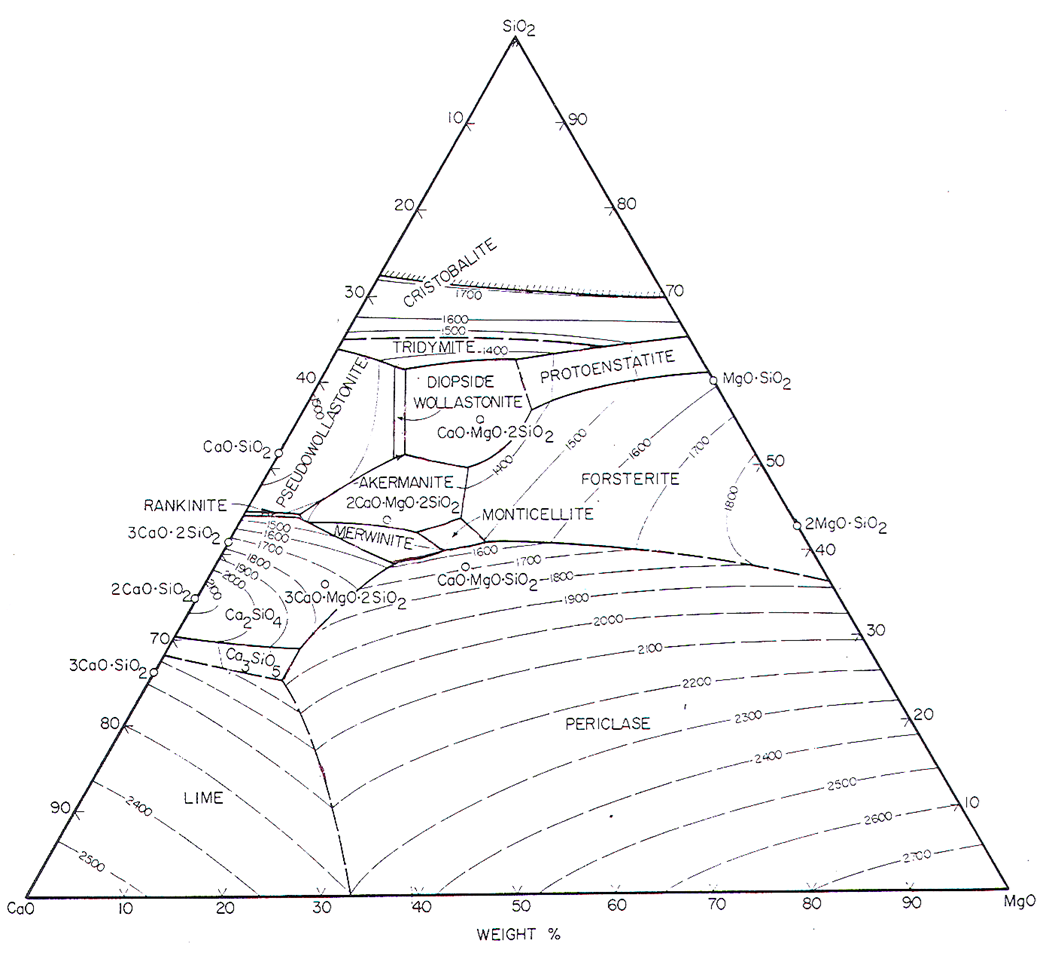 SiO2
10 90
20 80
CRISTOBALITE
30 1700 70
1600
1500
TRIDYMITE 1400
PROTOENSTATITE
40 DIOPSIDE MgO·SiO2
WOLLASTONITE
1600
PSEUDOWOLLASTONITE
CaO·MgO·2SiO2
CaO·SiO2 1500 1600 1700
1400 50
AKERMANITE FORSTERITE
2CaO·MgO·2SiO2 1800
RANKINITE MONTICELLITE
2MgO·SiO2
1500
3CaO·2SiO2 1600 MERWINITE
1700 1600 40
1800 1700
1900 CaO·MgO·SiO2 1800
2000
2CaO·SiO2 2100 3CaO·MgO·2SiO2 1900
Ca2SiO4 2000
70 30
Ca3SiO5 2100
3CaO·SiO2
2200
80 PERICLASE 2300 20
2400
LIME 2500
90 2400 10
2600
2500 2700
CaO 10 20 30 40 50 60 70 80 90 MgO
WEIGHT %